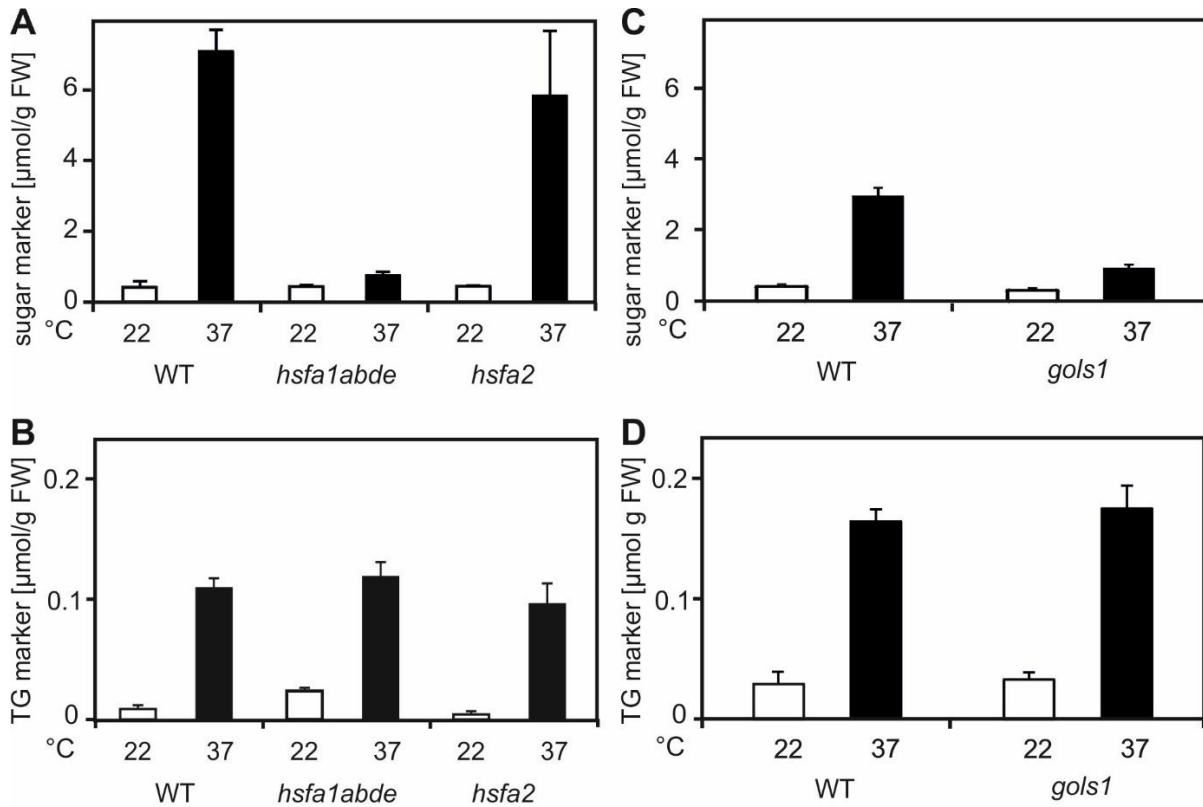 A
sugar marker [µmol/g FW]
6
4
2
0
°C 22 37 22 37 22 37
WT hsfa1abde hsfa2
B
TG marker [µmol/g FW]
0.2
0.1
0
°C 22 37 22 37 22 37
WT hsfa1abde hsfa2
C
sugar marker [µmol/g FW]
6
4
2
0
°C 22 37 22 37
WT gols1
D
TG marker [µmol g FW]
0.2
0.1
0
°C 22 37 22 37
WT gols1